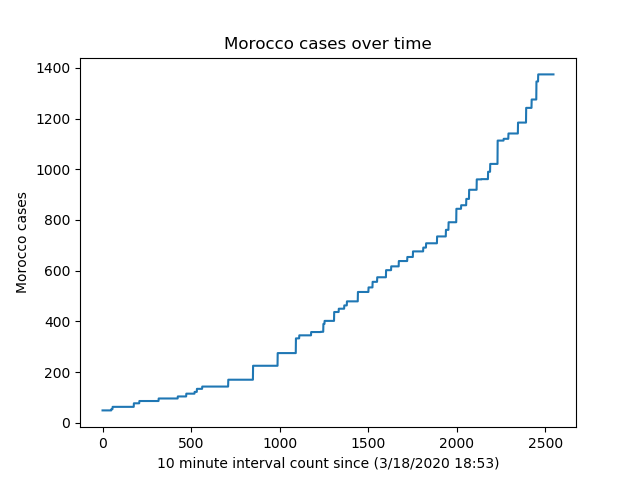 Morocco cases over time
1400
1200
1000
800
600
400
200
0
Morocco cases
0 500 1000 1500 2000 2500
10 minute interval count since (3/18/2020 18:53)